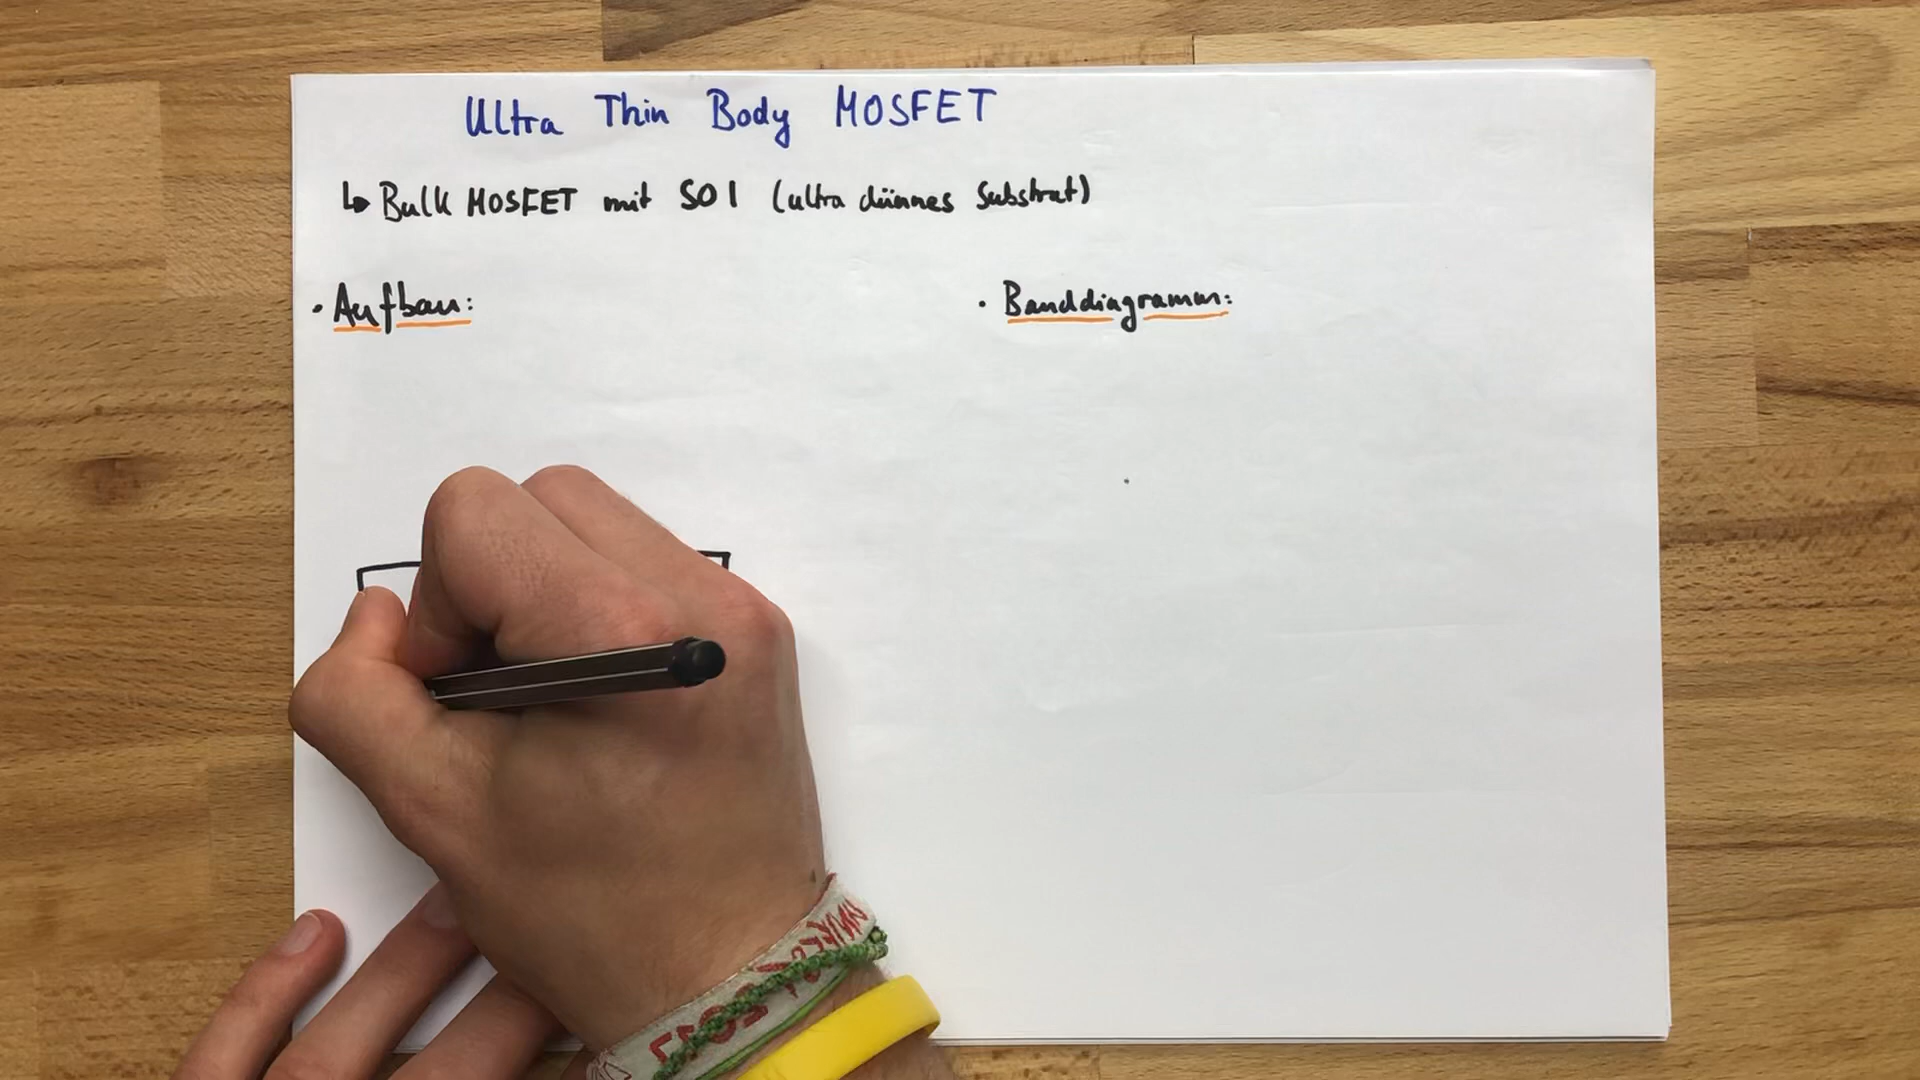 Ultra Thin Body MOSFET
↳ Bulk MOSFET mit SOI (ultra dünnes Substrat)
· Aufbau:
· Banddiagramm: